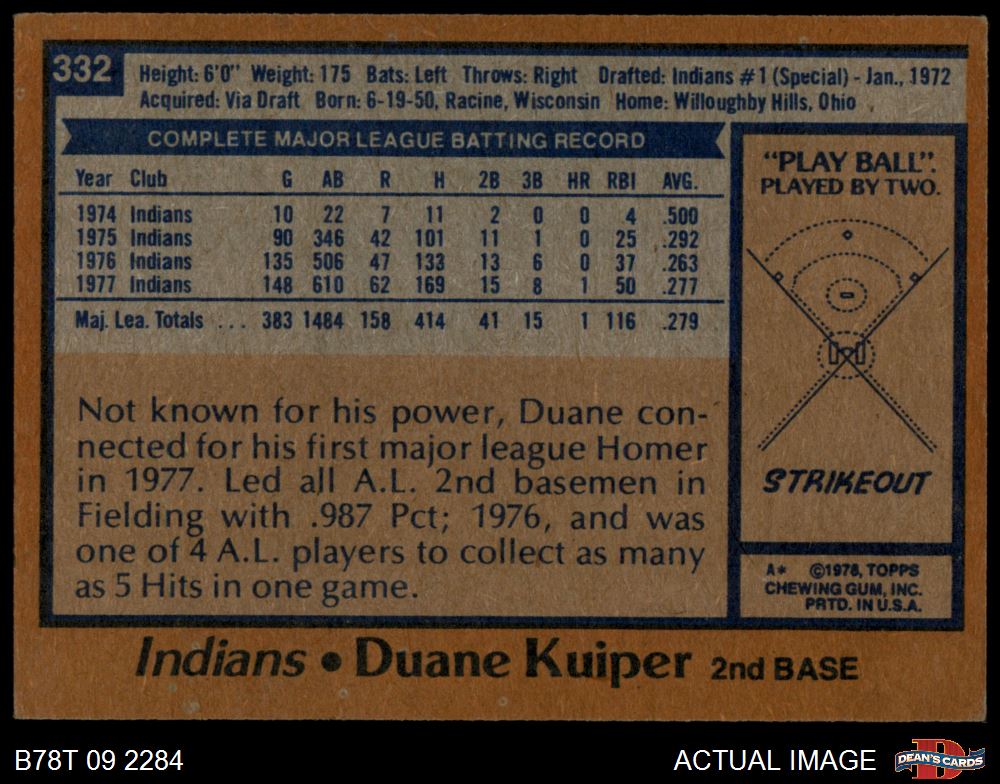 332
Height: 6'0" Weight: 175 Bats: Left Throws: Right Drafted: Indians #1 (Special) - Jan., 1972
Acquired: Via Draft Born: 6-19-50, Racine, Wisconsin Home: Willoughby Hills, Ohio
COMPLETE MAJOR LEAGUE BATTING RECORD
Year Club G AB R H 2B 3B HR RBI AVG.
1974 Indians 10 22 7 11 2 0 0 4 .500
1975 Indians 90 346 42 101 11 1 0 25 .292
1976 Indians 135 506 47 133 13 6 0 37 .263
1977 Indians 148 610 62 169 15 8 1 50 .277
Maj. Lea. Totals ... 383 1484 158 414 41 15 1 116 .279
Not known for his power, Duane con-
nected for his first major league Homer
in 1977. Led all A.L. 2nd basemen in
Fielding with .987 Pct; 1976, and was
one of 4 A.L. players to collect as many
as 5 Hits in one game.
"PLAY BALL".
PLAYED BY TWO.
STRIKEOUT
A* ©1978, TOPPS
CHEWING GUM, INC.
PRTD. IN U.S.A.
Indians • Duane Kuiper 2nd BASE
B78T 09 2284
ACTUAL IMAGE
D
DEAN'S CARDS